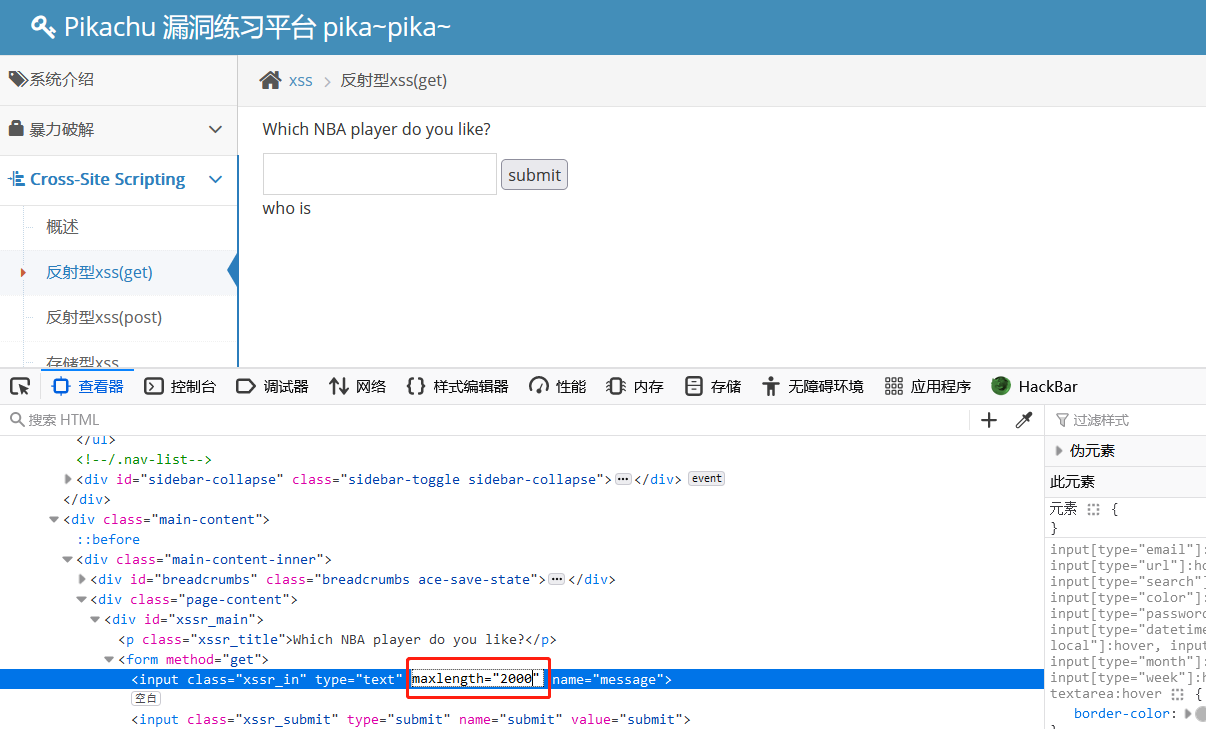 Pikachu 漏洞练习平台 pika~pika~
系统介绍
xss > 反射型xss(get)
暴力破解
Which NBA player do you like?
Cross-Site Scripting
submit
who is
概述
反射型xss(get)
反射型xss(post)
存储型xss
查看器 控制台 调试器 网络 样式编辑器 性能 内存 存储 无障碍环境 应用程序 HackBar
搜索 HTML
过滤样式
</ul>
<!--/.nav-list-->
<div id="sidebar-collapse" class="sidebar-toggle sidebar-collapse">…</div> event
</div>
<div class="main-content">
::before
<div class="main-content-inner">
<div id="breadcrumbs" class="breadcrumbs ace-save-state">…</div>
<div class="page-content">
<div id="xssr_main">
<p class="xssr_title">Which NBA player do you like?</p>
<form method="get">
<input class="xssr_in" type="text" maxlength="2000" name="message">
空白
<input class="xssr_submit" type="submit" name="submit" value="submit">
伪元素
此元素
元素 {
}
input[type="email"]:
input[type="url"]:ho
input[type="search"]
input[type="color"]:
input[type="password
input[type="datetime
local"]:hover, input
input[type="month"]:
input[type="week"]:h
textarea:hover {
border-color:
}